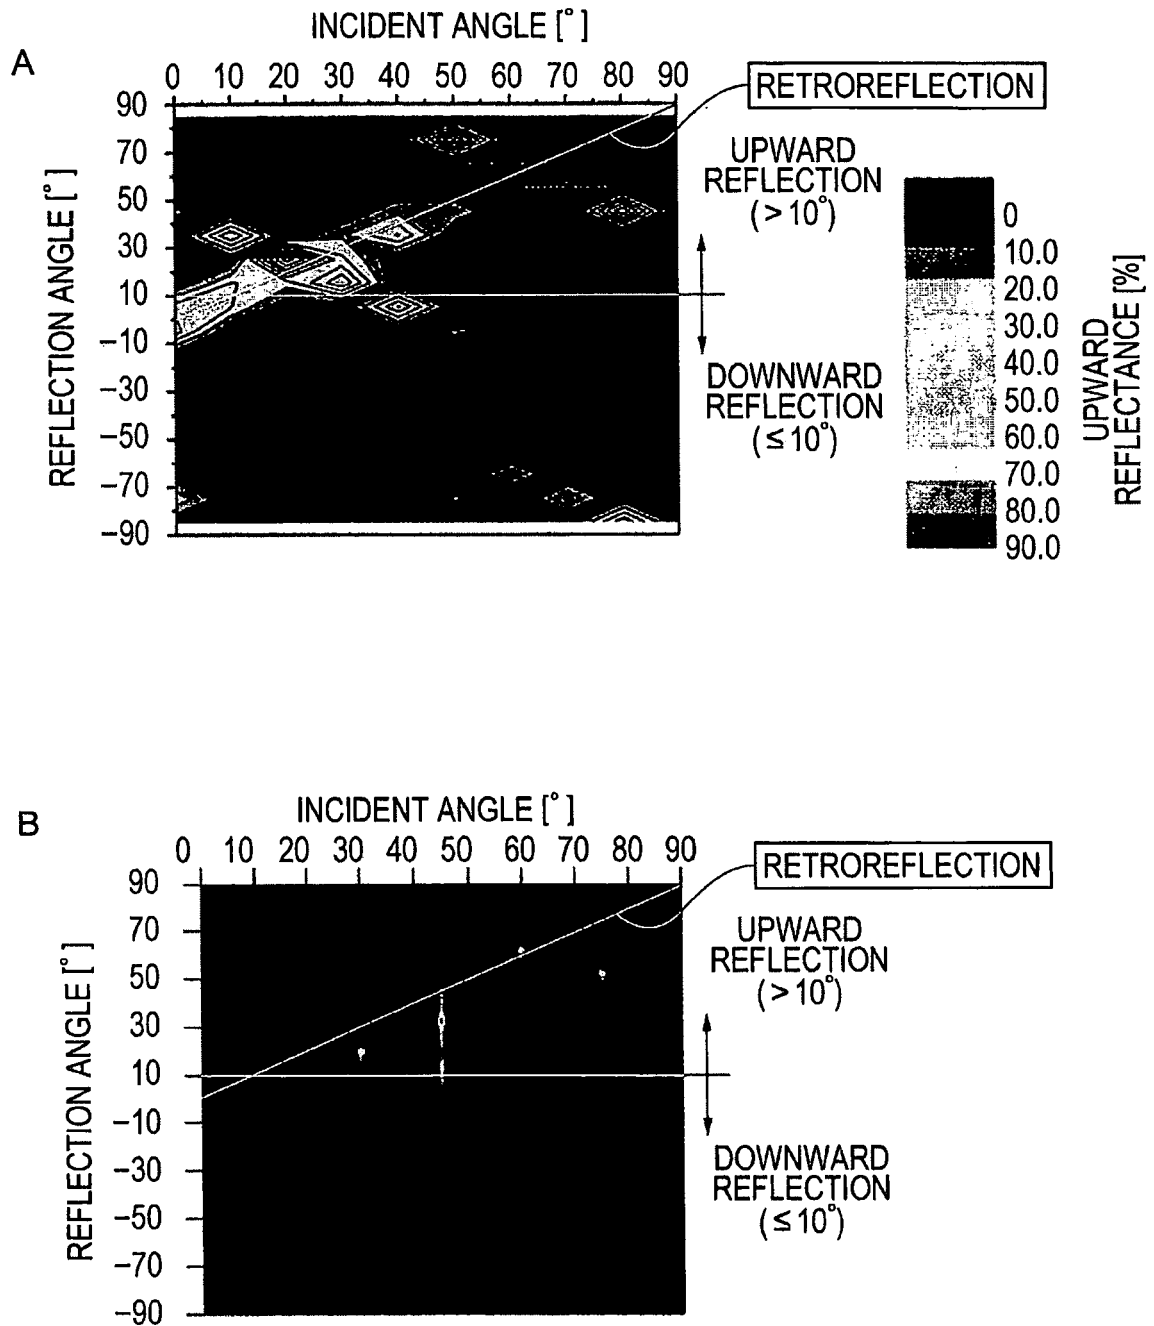 A
INCIDENT ANGLE [°]
0 10 20 30 40 50 60 70 80 90
RETROREFLECTION
REFLECTION ANGLE [°]
90
70
50
30
10
−10
−30
−50
−70
−90
UPWARD
REFLECTION
(>10°)
DOWNWARD
REFLECTION
(≤10°)
0
10.0
20.0
30.0
40.0
50.0
60.0
70.0
80.0
90.0
UPWARD
REFLECTANCE [%]
B
INCIDENT ANGLE [°]
0 10 20 30 40 50 60 70 80 90
RETROREFLECTION
REFLECTION ANGLE [°]
90
70
50
30
10
−10
−30
−50
−70
−90
UPWARD
REFLECTION
(>10°)
DOWNWARD
REFLECTION
(≤10°)